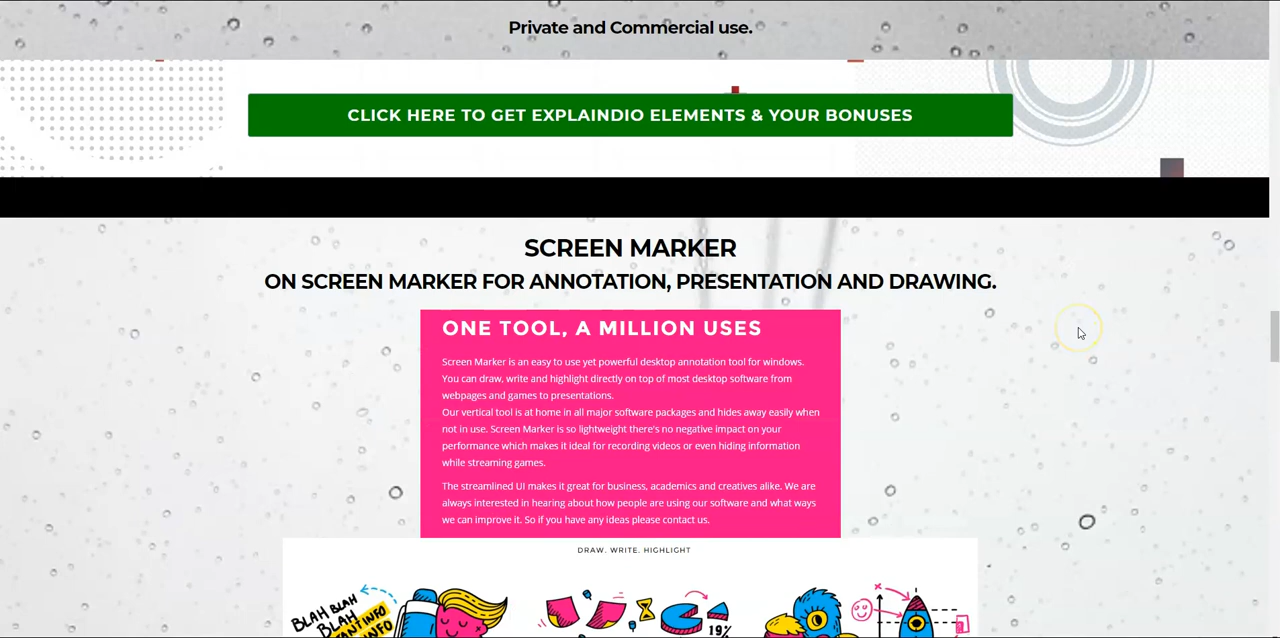 Private and Commercial use.
CLICK HERE TO GET EXPLAINDIO ELEMENTS & YOUR BONUSES
SCREEN MARKER
ON SCREEN MARKER FOR ANNOTATION, PRESENTATION AND DRAWING.
ONE TOOL, A MILLION USES
Screen Marker is an easy to use yet powerful desktop annotation tool for windows.
You can draw, write and highlight directly on top of most desktop software from
webpages and games to presentations.
Our vertical tool is at home in all major software packages and hides away easily when
not in use. Screen Marker is so lightweight there's no negative impact on your
performance which makes it ideal for recording videos or even hiding information
while streaming games.
The streamlined UI makes it great for business, academics and creatives alike. We are
always interested in hearing about how people are using our software and what ways
we can improve it. So if you have any ideas please contact us.
DRAW. WRITE. HIGHLIGHT
BLAH BLAH
BLAH
19%